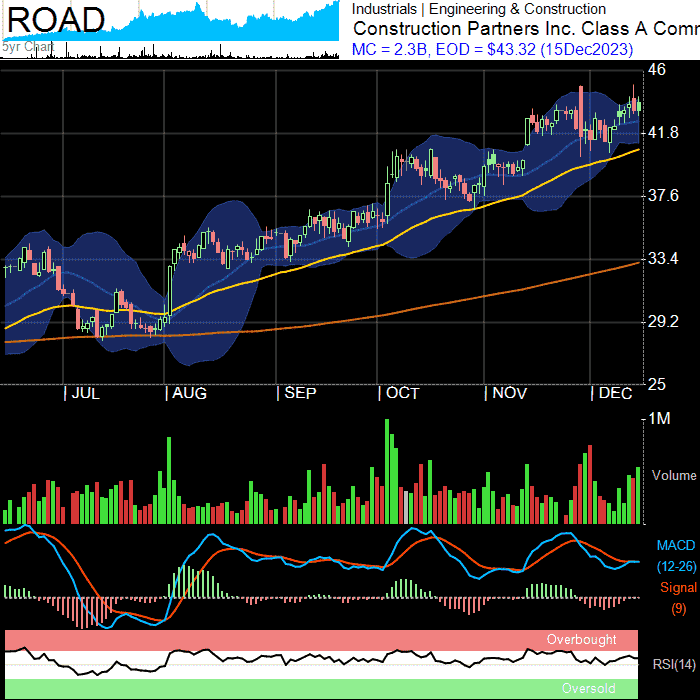 ROAD
5yr Chart
Industrials | Engineering & Construction
Construction Partners Inc. Class A Comm
MC = 2.3B, EOD = $43.32 (15Dec2023)
46
41.8
37.6
33.4
29.2
25
| JUL | AUG | SEP | OCT | NOV | DEC
1M
Volume
MACD
(12-26)
Signal
(9)
Overbought
RSI(14)
Oversold